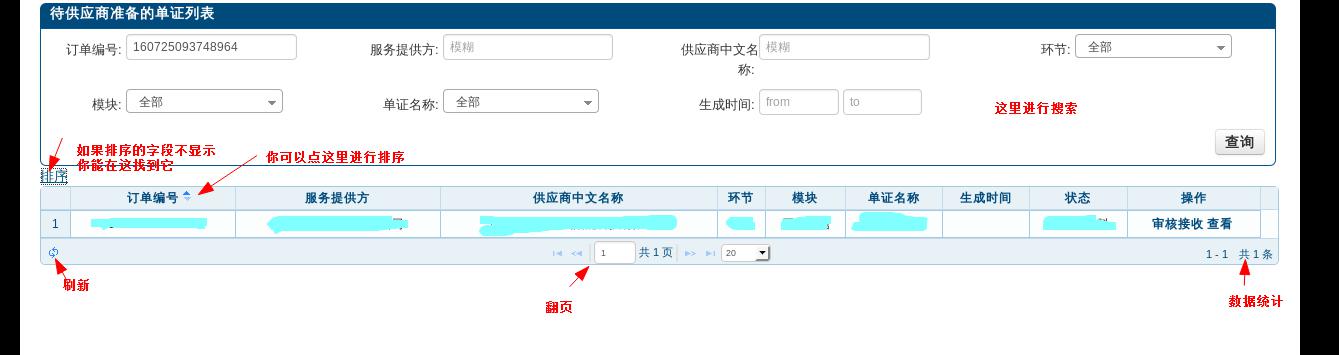 待供应商准备的单证列表
订单编号: 160725093748964 服务提供方: 模糊 供应商中文名称: 模糊 环节: 全部
模块: 全部 单证名称: 全部 生成时间: from to 这里进行搜索
查询
如果排序的字段不显示
你能在这找到它
你可以点这里进行排序
排序
订单编号 服务提供方 供应商中文名称 环节 模块 单证名称 生成时间 状态 操作
1 审核接收 查看
1 共 1 页 20 1 - 1 共 1 条
刷新
翻页
数据统计